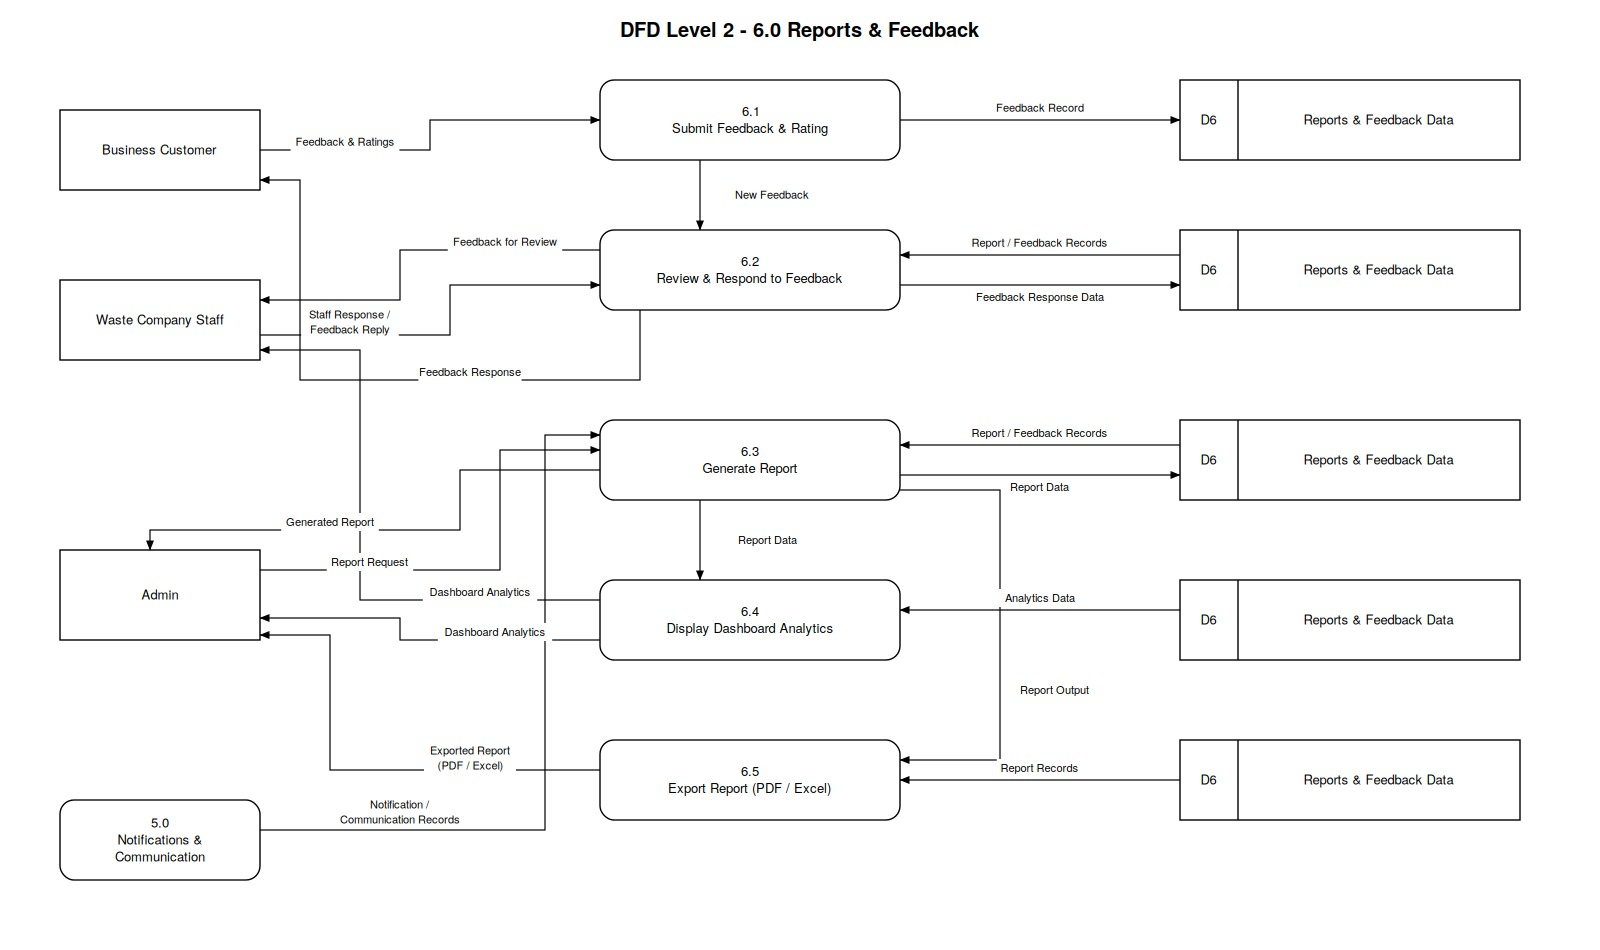 DFD Level 2 - 6.0 Reports & Feedback
6.1
Submit Feedback & Rating
Feedback Record
D6
Reports & Feedback Data
Business Customer
Feedback & Ratings
New Feedback
Feedback for Review
6.2
Review & Respond to Feedback
Report / Feedback Records
Feedback Response Data
D6
Reports & Feedback Data
Waste Company Staff
Staff Response /
Feedback Reply
Feedback Response
6.3
Generate Report
Report / Feedback Records
Report Data
D6
Reports & Feedback Data
Generated Report
Report Data
Report Request
Admin
Dashboard Analytics
Dashboard Analytics
6.4
Display Dashboard Analytics
Analytics Data
D6
Reports & Feedback Data
Report Output
Exported Report
(PDF / Excel)
6.5
Export Report (PDF / Excel)
Report Records
D6
Reports & Feedback Data
Notification /
Communication Records
5.0
Notifications &
Communication